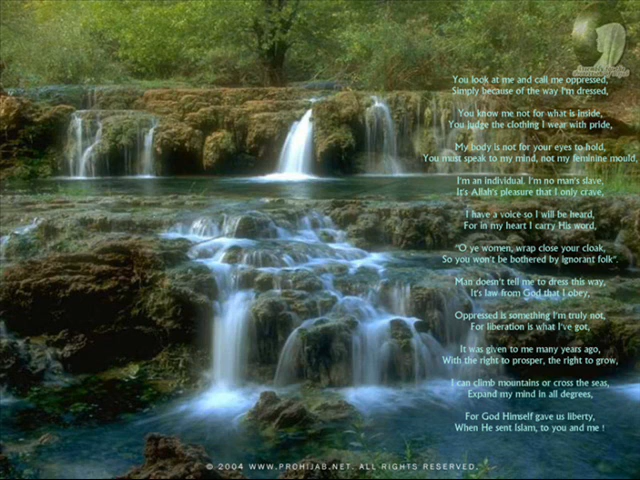 You look at me and call me oppressed,
Simply because of the way I'm dressed,
You know me not for what is inside,
You judge the clothing I wear with pride,
My body is not for your eyes to hold,
You must speak to my mind, not my feminine mould,
I'm an individual. I'm no man's slave,
It's Allah's pleasure that I only crave,
I have a voice so I will be heard,
For in my heart I carry His word,
"O ye women, wrap close your cloak,
So you won't be bothered by ignorant folk".
Man doesn't tell me to dress this way,
It's law from God that I obey,
Oppressed is something I'm truly not,
For liberation is what I've got,
It was given to me many years ago,
With the right to prosper, the right to grow,
I can climb mountains or cross the seas,
Expand my mind in all degrees,
For God Himself gave us liberty,
When He sent Islam, to you and me !
© 2004 WWW.PROHIJAB.NET. ALL RIGHTS RESERVED.